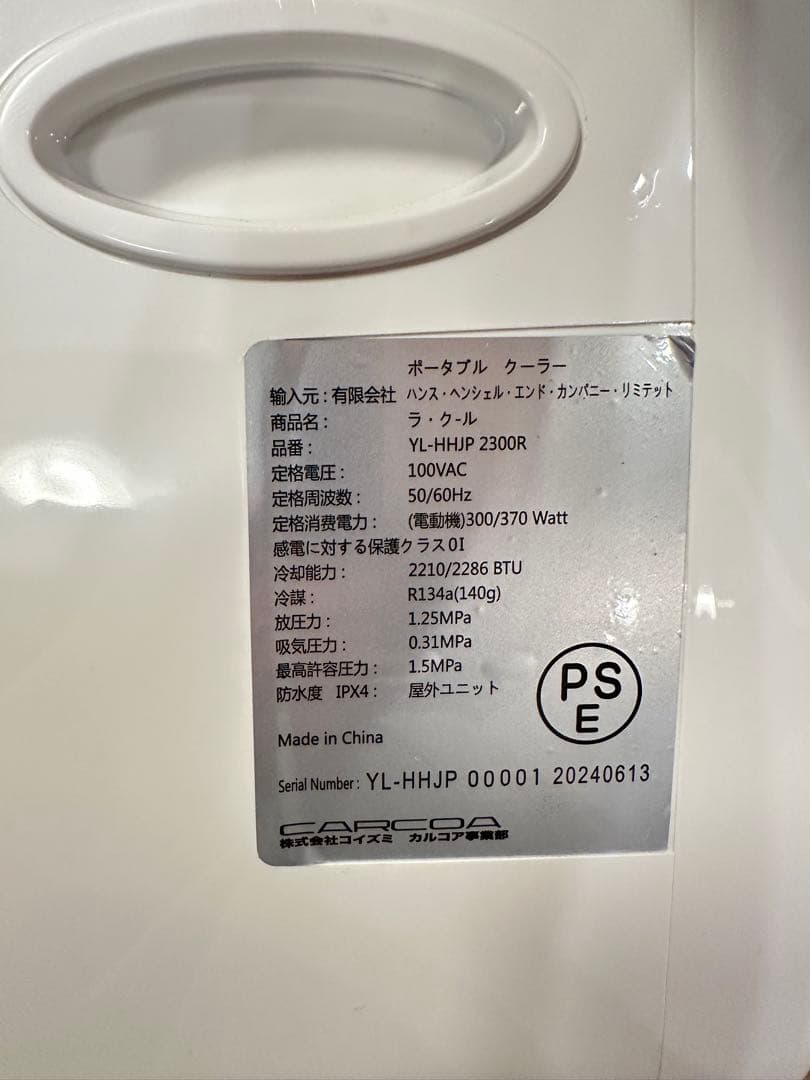 ポータブル クーラー
輸入元：有限会社 ハンス・ヘンシェル・エンド・カンパニー・リミテット
商品名： ラ・クール
品番： YL-HHJP 2300R
定格電圧： 100VAC
定格周波数： 50/60Hz
定格消費電力： (電動機)300/370 Watt
感電に対する保護クラス0I
冷却能力： 2210/2286 BTU
冷謀： R134a(140g)
放圧力： 1.25MPa
吸気圧力： 0.31MPa
最高許容圧力： 1.5MPa
防水度 IPX4： 屋外ユニット
PS
E
Made in China
Serial Number: YL-HHJP 00001 20240613
CARCOA
株式会社コイズミ カルコア事業部